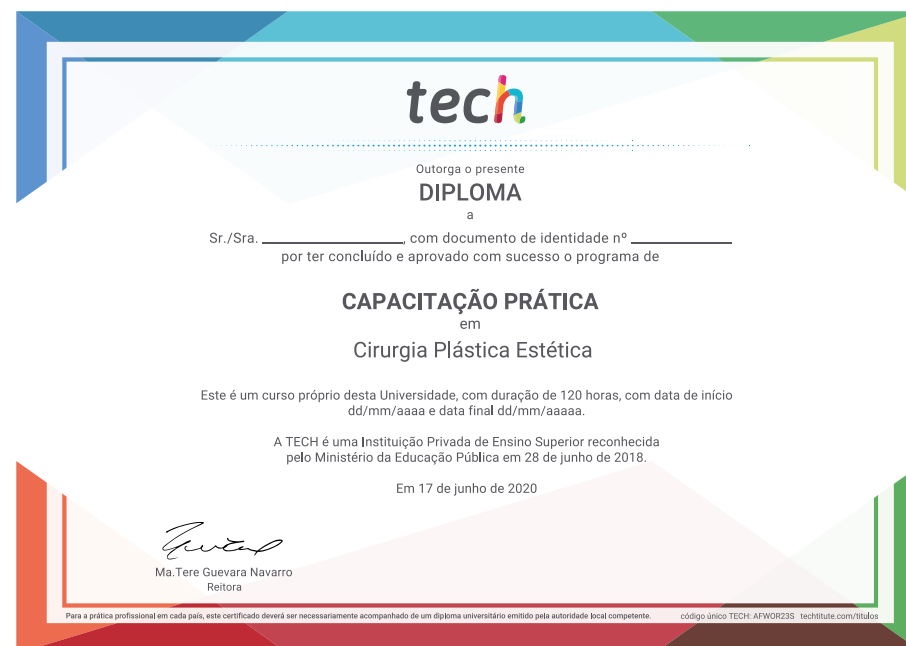 tech
Outorga o presente
DIPLOMA
a
Sr./Sra. ____________________, com documento de identidade nº ______________
por ter concluído e aprovado com sucesso o programa de
CAPACITAÇÃO PRÁTICA
em
Cirurgia Plástica Estética
Este é um curso próprio desta Universidade, com duração de 120 horas, com data de início
dd/mm/aaaa e data final dd/mm/aaaaa.
A TECH é uma Instituição Privada de Ensino Superior reconhecida
pelo Ministério da Educação Pública em 28 de junho de 2018.
Em 17 de junho de 2020
Ma.Tere Guevara Navarro
Reitora
Para a prática profissional em cada país, este certificado deverá ser necessariamente acompanhado de um diploma universitário emitido pela autoridade local competente. código único TECH: AFWOR23S techtitute.com/titulos